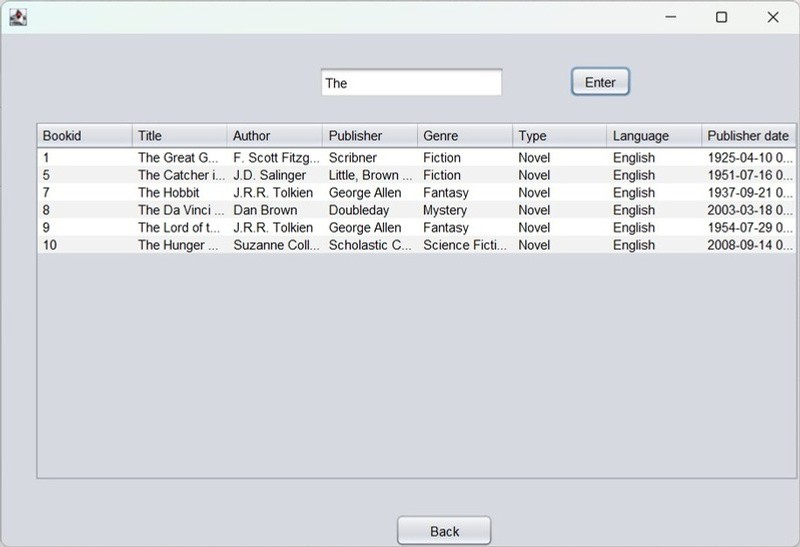 The Enter
Bookid Title Author Publisher Genre Type Language Publisher date
1 The Great G... F. Scott Fitzg... Scribner Fiction Novel English 1925-04-10 0...
5 The Catcher i... J.D. Salinger Little, Brown ... Fiction Novel English 1951-07-16 0...
7 The Hobbit J.R.R. Tolkien George Allen Fantasy Novel English 1937-09-21 0...
8 The Da Vinci ... Dan Brown Doubleday Mystery Novel English 2003-03-18 0...
9 The Lord of t... J.R.R. Tolkien George Allen Fantasy Novel English 1954-07-29 0...
10 The Hunger ... Suzanne Coll... Scholastic C... Science Ficti... Novel English 2008-09-14 0...
Back